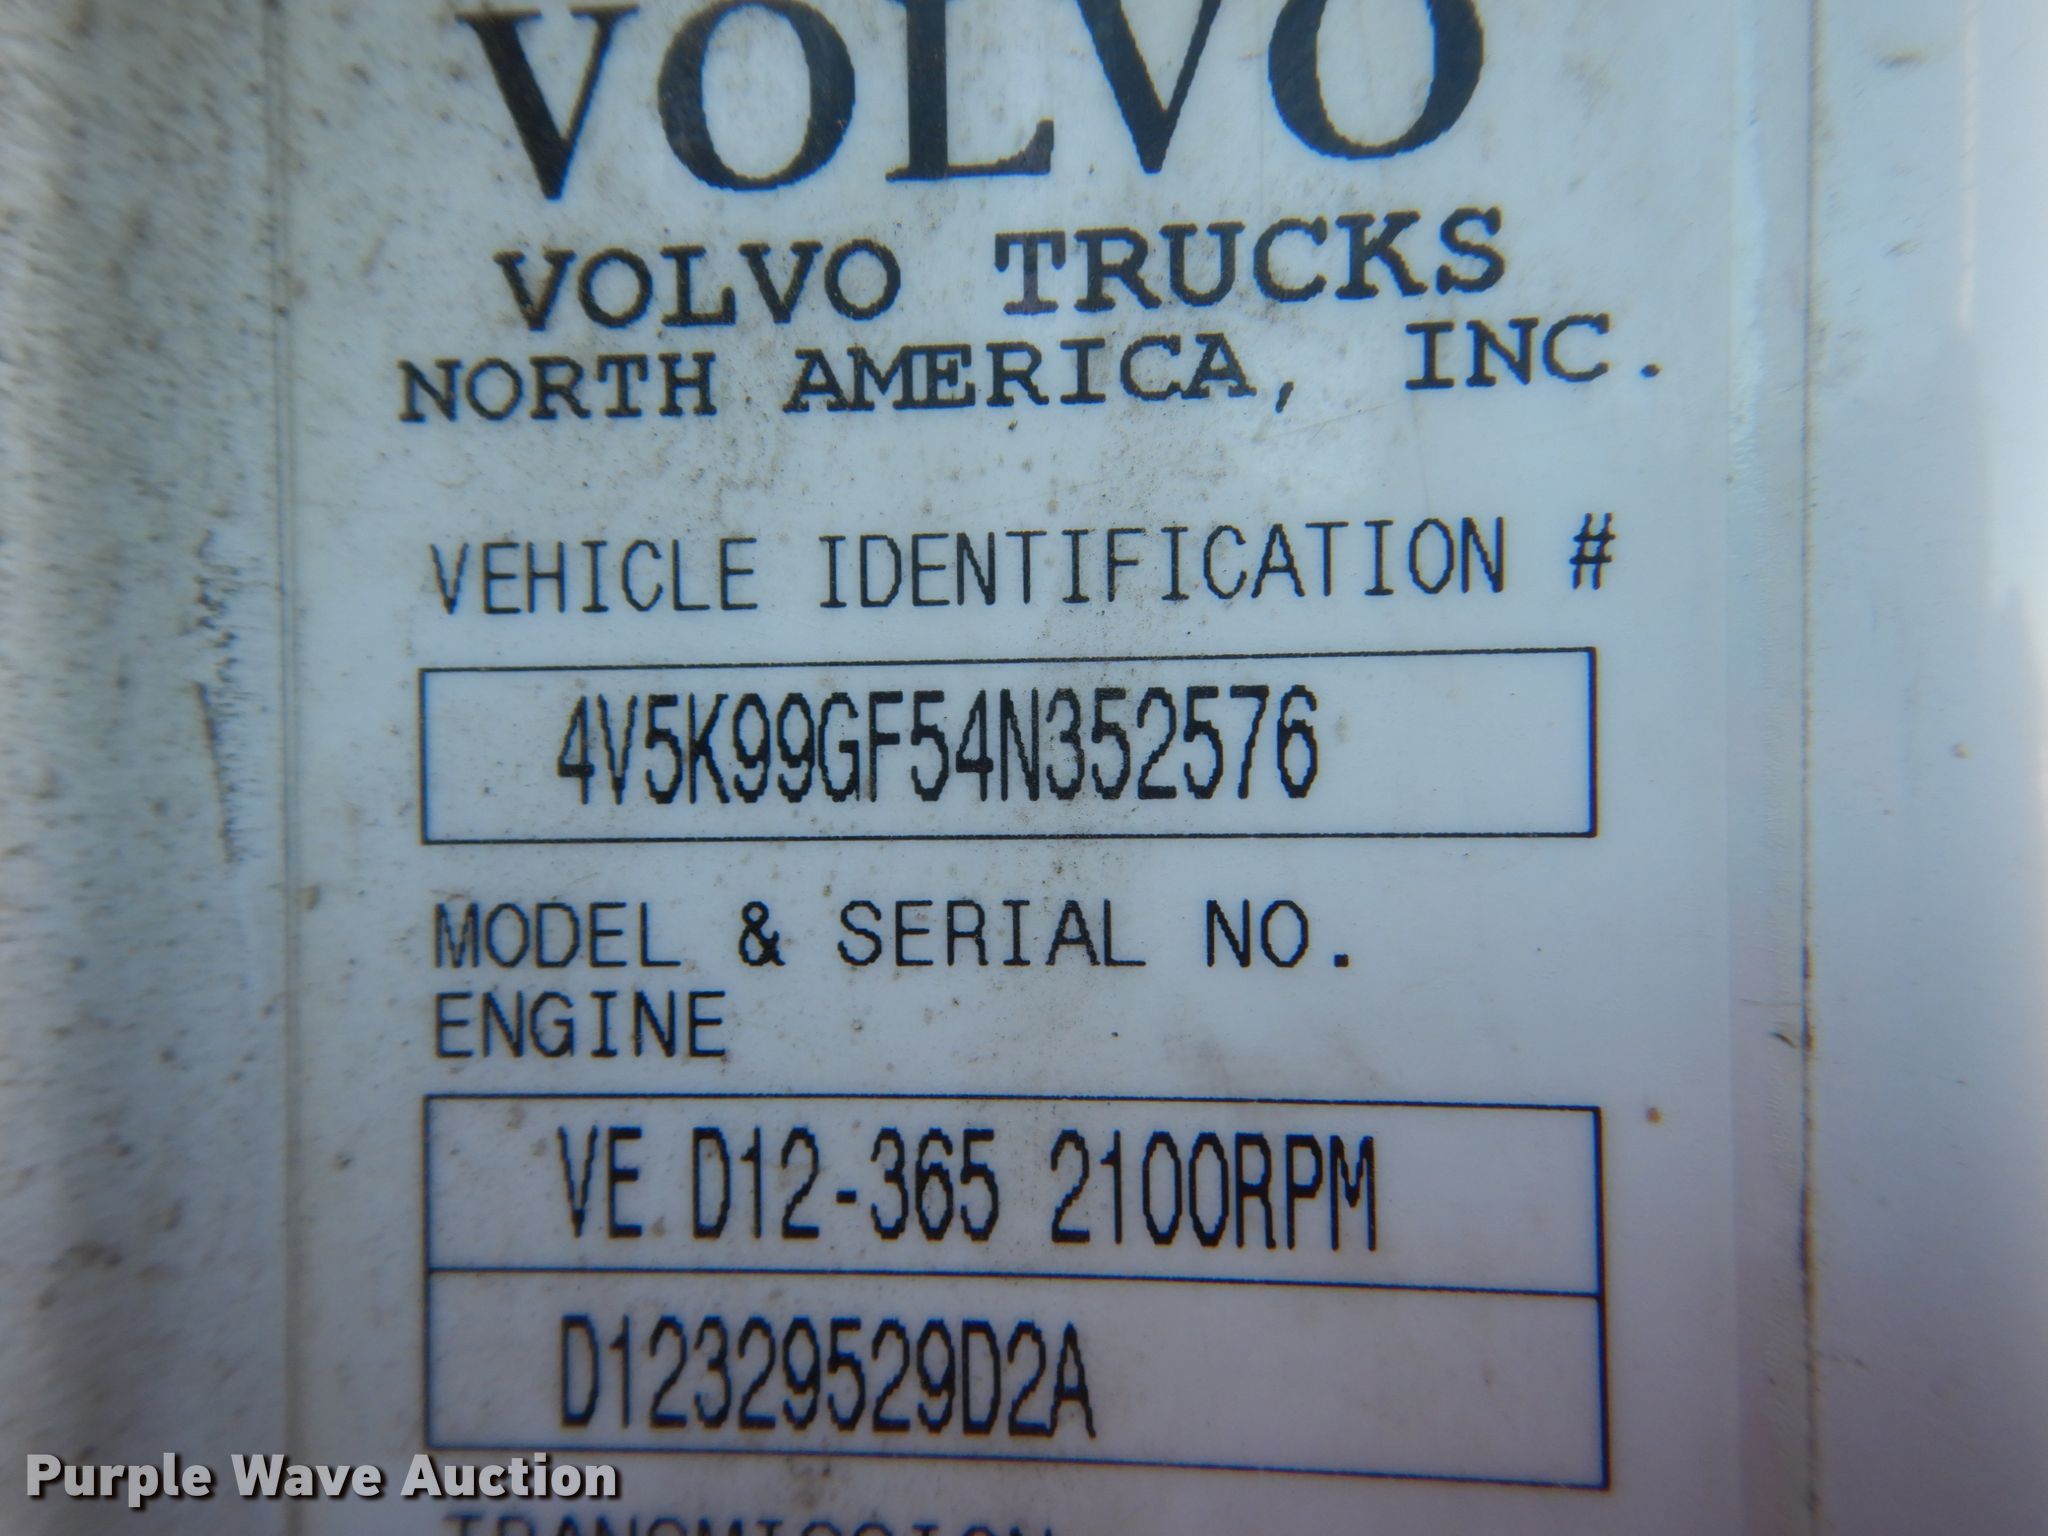 VOLVO
VOLVO TRUCKS
NORTH AMERICA, INC.
VEHICLE IDENTIFICATION #
4V5K99GF54N352576
MODEL & SERIAL NO.
ENGINE
VE D12-365 2100RPM
D12329529D2A
TRANSMISSION
Purple Wave Auction